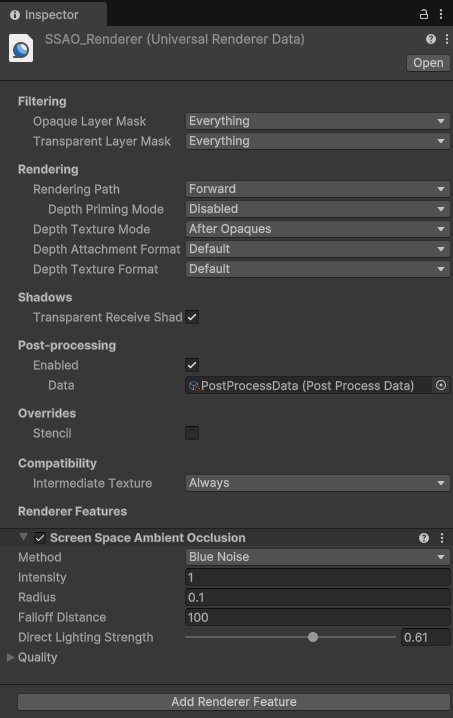 Inspector
SSAO_Renderer (Universal Renderer Data)
Open
Filtering
Opaque Layer Mask Everything
Transparent Layer Mask Everything
Rendering
Rendering Path Forward
Depth Priming Mode Disabled
Depth Texture Mode After Opaques
Depth Attachment Format Default
Depth Texture Format Default
Shadows
Transparent Receive Shad
Post-processing
Enabled
Data PostProcessData (Post Process Data)
Overrides
Stencil
Compatibility
Intermediate Texture Always
Renderer Features
Screen Space Ambient Occlusion
Method Blue Noise
Intensity 1
Radius 0.1
Falloff Distance 100
Direct Lighting Strength 0.61
Quality
Add Renderer Feature